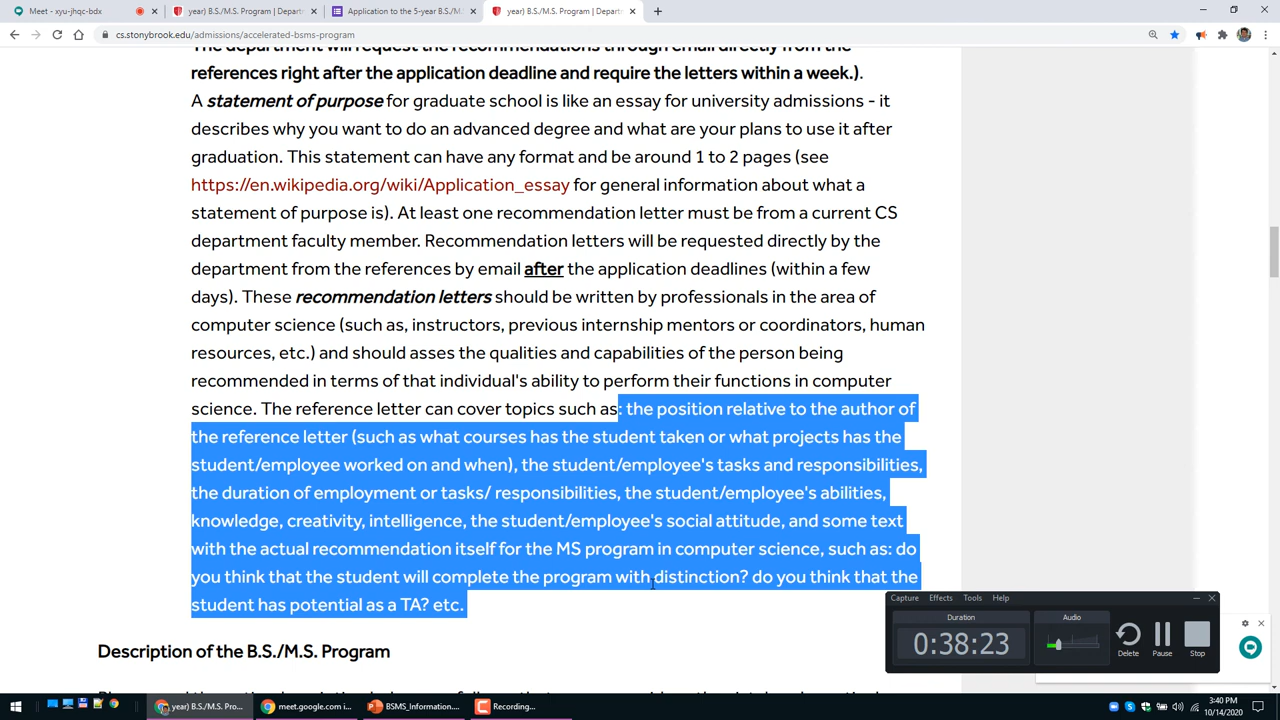 Meet - xyu-jhqc-bdx
year) B.S./M.S. Program | Depart
Application to the 5-year B.S./M.S.
year) B.S./M.S. Program | Depart
cs.stonybrook.edu/admissions/accelerated-bsms-program
The department will request the recommendations through email directly from the
references right after the application deadline and require the letters within a week.).
A statement of purpose for graduate school is like an essay for university admissions - it
describes why you want to do an advanced degree and what are your plans to use it after
graduation. This statement can have any format and be around 1 to 2 pages (see
https://en.wikipedia.org/wiki/Application_essay for general information about what a
statement of purpose is). At least one recommendation letter must be from a current CS
department faculty member. Recommendation letters will be requested directly by the
department from the references by email after the application deadlines (within a few
days). These recommendation letters should be written by professionals in the area of
computer science (such as, instructors, previous internship mentors or coordinators, human
resources, etc.) and should asses the qualities and capabilities of the person being
recommended in terms of that individual's ability to perform their functions in computer
science. The reference letter can cover topics such as: the position relative to the author of
the reference letter (such as what courses has the student taken or what projects has the
student/employee worked on and when), the student/employee's tasks and responsibilities,
the duration of employment or tasks/ responsibilities, the student/employee's abilities,
knowledge, creativity, intelligence, the student/employee's social attitude, and some text
with the actual recommendation itself for the MS program in computer science, such as: do
you think that the student will complete the program with distinction? do you think that the
student has potential as a TA? etc.
Description of the B.S./M.S. Program
Capture Effects Tools Help
Duration
Audio
0:38:23
Delete
Pause
Stop
year) B.S./M.S. Pro...
meet.google.com i...
BSMS_Information....
Recording...
3:40 PM
10/14/2020